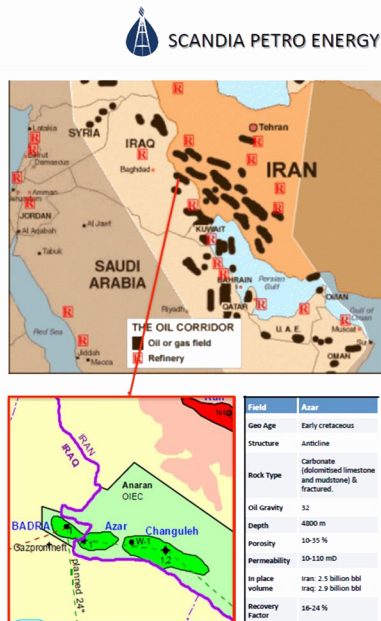 SCANDIA PETRO ENERGY
Latakia
SYRIA
Beirut
Damascus
IRAQ
Baghdad
Tehran
IRAN
Amman
JORDAN
Al Aqabah
Al Jawf
Tabuk
KUWAIT
SAUDI
ARABIA
BAHRAIN
Persian
Gulf
Riyadh
QATAR
OMAN
Gulf of
Oman
Muscat
U. A. E.
Red Sea
Jiddah
Mecca
OMAN
THE OIL CORRIDOR
Oil or gas field
R Refinery
IRAN
IRAQ
Anaran
OIEC
BADRA
Azar
Changuleh
Gazpromneft
W-1
1,2
planned 24"
Field Azar
Geo Age Early cretaceous
Structure Anticline
Rock Type Carbonate
(dolomitised limestone
and mudstone) &
fractured.
Oil Gravity 32
Depth 4800 m
Porosity 10-35 %
Permeability 10-110 mD
In place
volume
Iran: 2.5 billion bbl
Iraq: 2.9 billion bbl
Recovery
Factor
16-24 %